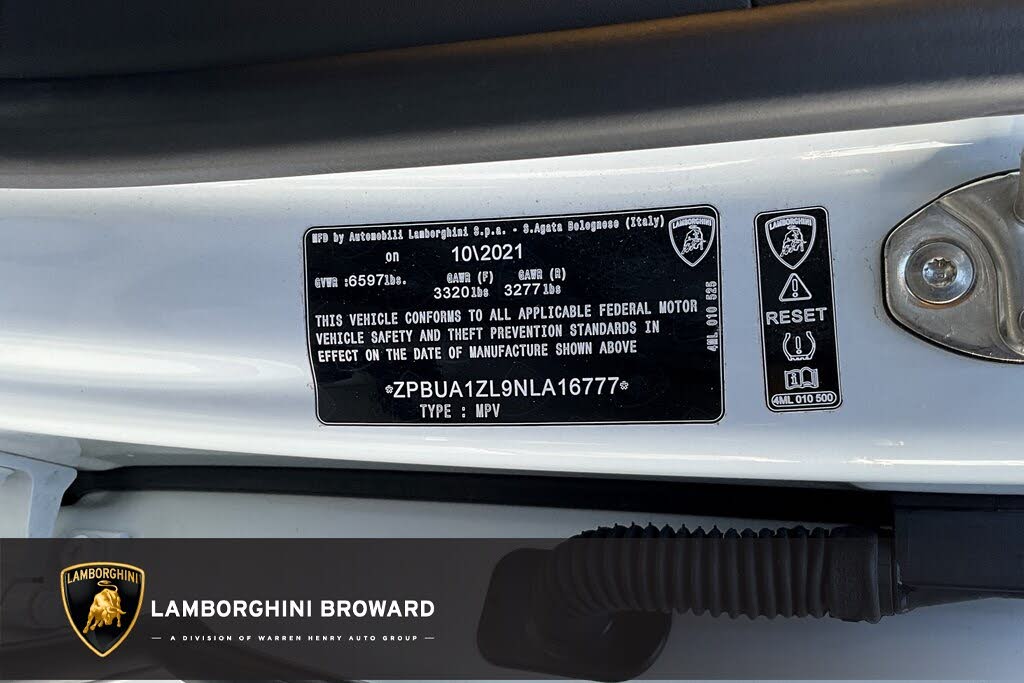 MFD by Automobili Lamborghini S.p.a. - S.Agata Bolognese (Italy)
on 10\2021
GVWR :6597lbs. GAWR (F) 3320lbs GAWR (R) 3277lbs
THIS VEHICLE CONFORMS TO ALL APPLICABLE FEDERAL MOTOR
VEHICLE SAFETY AND THEFT PREVENTION STANDARDS IN
EFFECT ON THE DATE OF MANUFACTURE SHOWN ABOVE
*ZPBUA1ZL9NLA16777*
TYPE : MPV
LAMBORGHINI
4ML 010 525
LAMBORGHINI
RESET
4ML 010 500
LAMBORGHINI
LAMBORGHINI BROWARD
— A DIVISION OF WARREN HENRY AUTO GROUP —